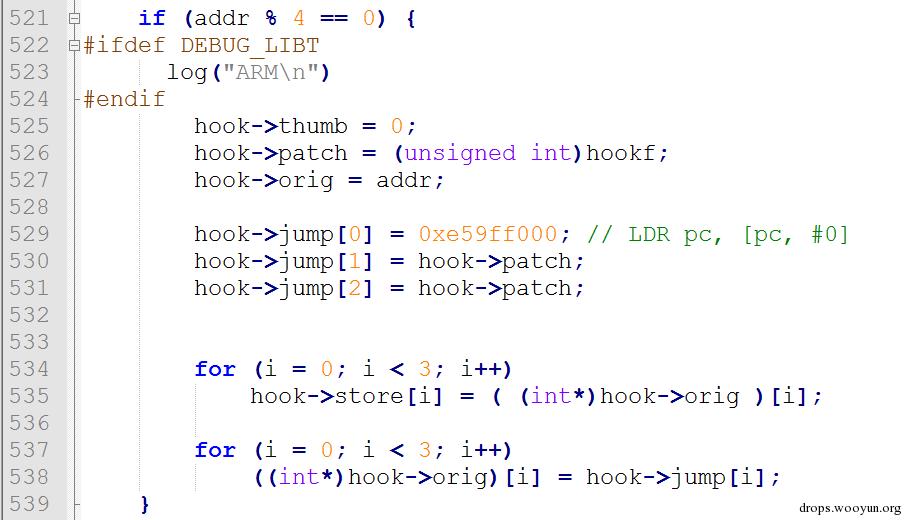 521 if (addr % 4 == 0) {
522 #ifdef DEBUG_LIBT
523 log("ARM\n")
524 #endif
525 hook->thumb = 0;
526 hook->patch = (unsigned int)hookf;
527 hook->orig = addr;
528
529 hook->jump[0] = 0xe59ff000; // LDR pc, [pc, #0]
530 hook->jump[1] = hook->patch;
531 hook->jump[2] = hook->patch;
532
533
534 for (i = 0; i < 3; i++)
535 hook->store[i] = ( (int*)hook->orig )[i];
536
537 for (i = 0; i < 3; i++)
538 ((int*)hook->orig)[i] = hook->jump[i];
539 }
drops.wooyun.org